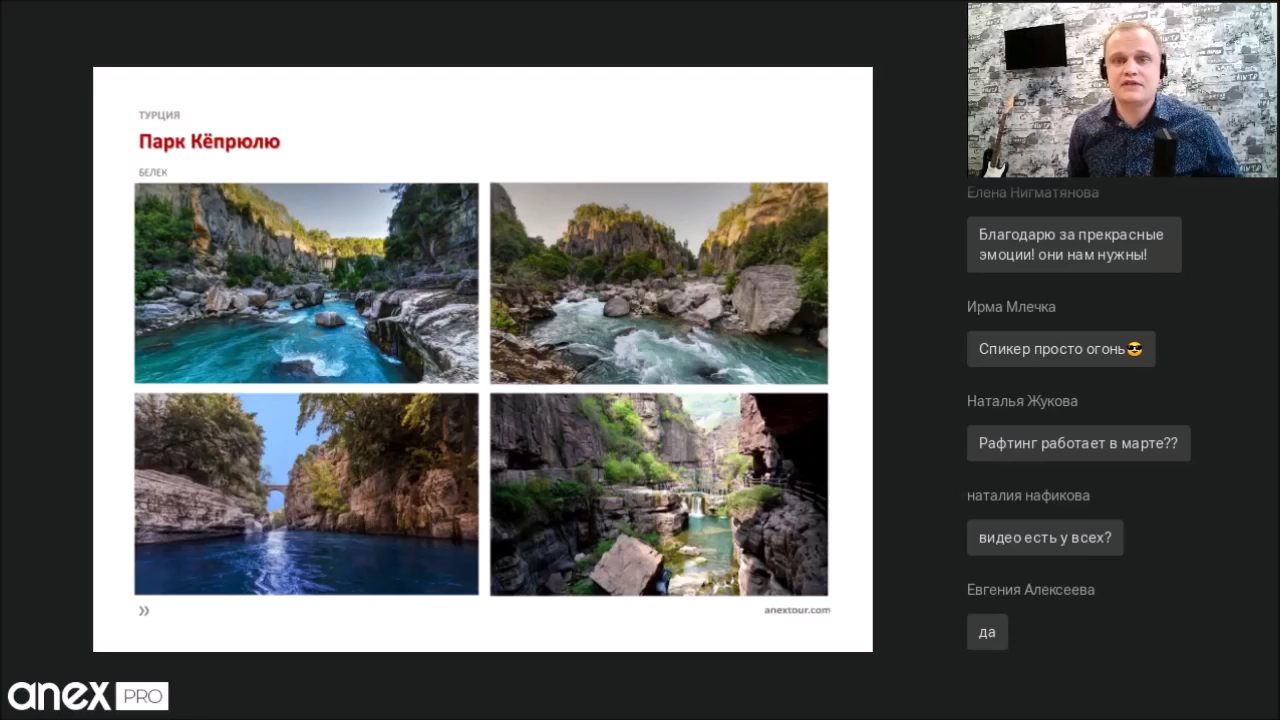 ТУРЦИЯ
Парк Кёпрюлю
БЕЛЕК
»
anextour.com
anex PRO
Елена Нигматянова
Благодарю за прекрасные
эмоции! они нам нужны!
Ирма Млечка
Спикер просто огонь😎
Наталья Жукова
Рафтинг работает в марте??
наталия нафикова
видео есть у всех?
Евгения Алексеева
да